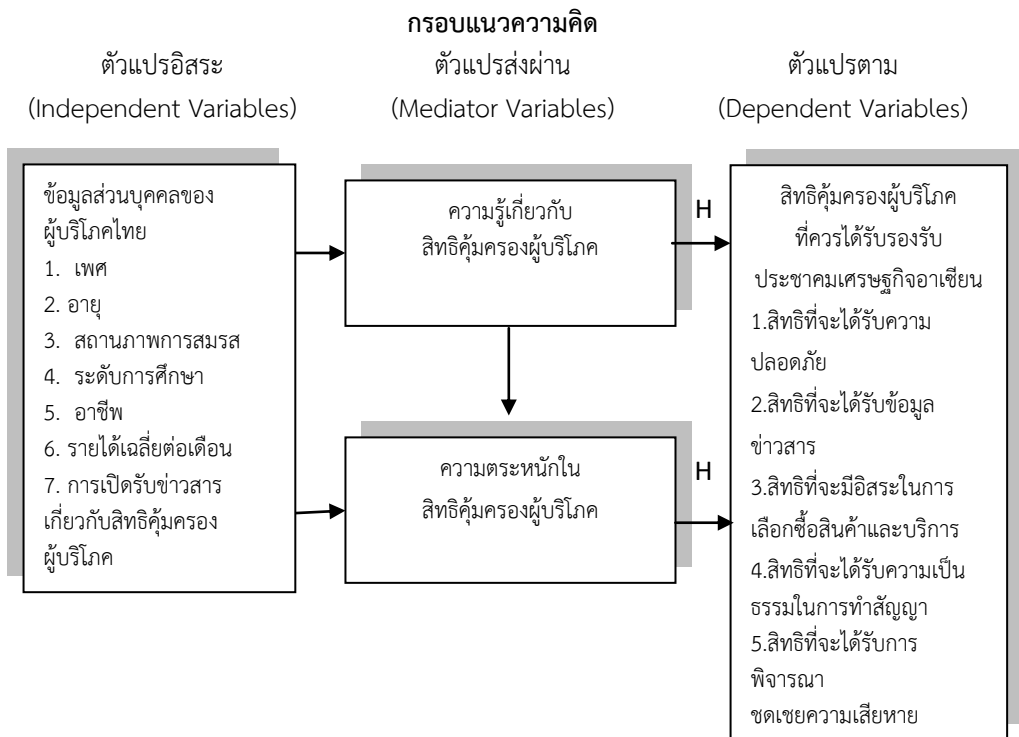 กรอบแนวความคิด
ตัวแปรอิสระ
(Independent Variables)
ตัวแปรส่งผ่าน
(Mediator Variables)
ตัวแปรตาม
(Dependent Variables)
ข้อมูลส่วนบุคคลของ
ผู้บริโภคไทย
1. เพศ
2. อายุ
3. สถานภาพการสมรส
4. ระดับการศึกษา
5. อาชีพ
6. รายได้เฉลี่ยต่อเดือน
7. การเปิดรับข่าวสาร
เกี่ยวกับสิทธิคุ้มครอง
ผู้บริโภค
ความรู้เกี่ยวกับ
สิทธิคุ้มครองผู้บริโภค
H
ความตระหนักใน
สิทธิคุ้มครองผู้บริโภค
H
สิทธิคุ้มครองผู้บริโภค
ที่ควรได้รับรองรับ
ประชาคมเศรษฐกิจอาเซียน
1.สิทธิที่จะได้รับความ
ปลอดภัย
2.สิทธิที่จะได้รับข้อมูล
ข่าวสาร
3.สิทธิที่จะมีอิสระในการ
เลือกซื้อสินค้าและบริการ
4.สิทธิที่จะได้รับความเป็น
ธรรมในการทำสัญญา
5.สิทธิที่จะได้รับการ
พิจารณา
ชดเชยความเสียหาย